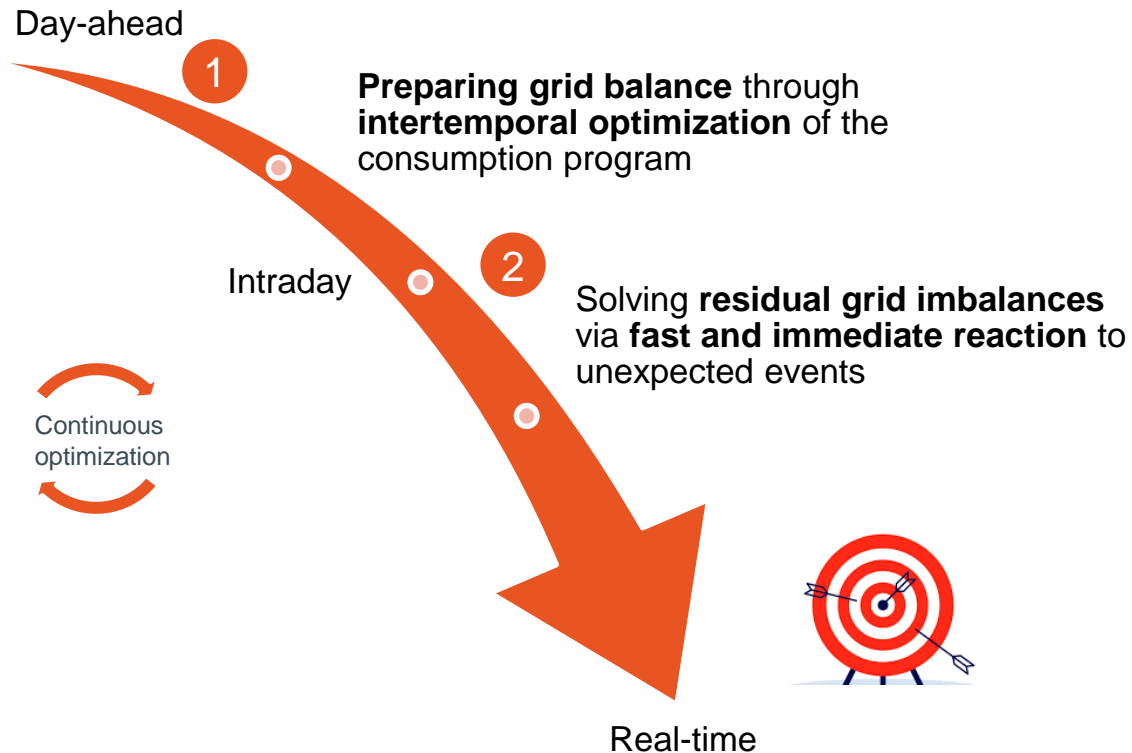 Day-ahead
1
Preparing grid balance through
intertemporal optimization of the
consumption program
2
Intraday
Solving residual grid imbalances
via fast and immediate reaction to
unexpected events
Continuous
optimization
Real-time